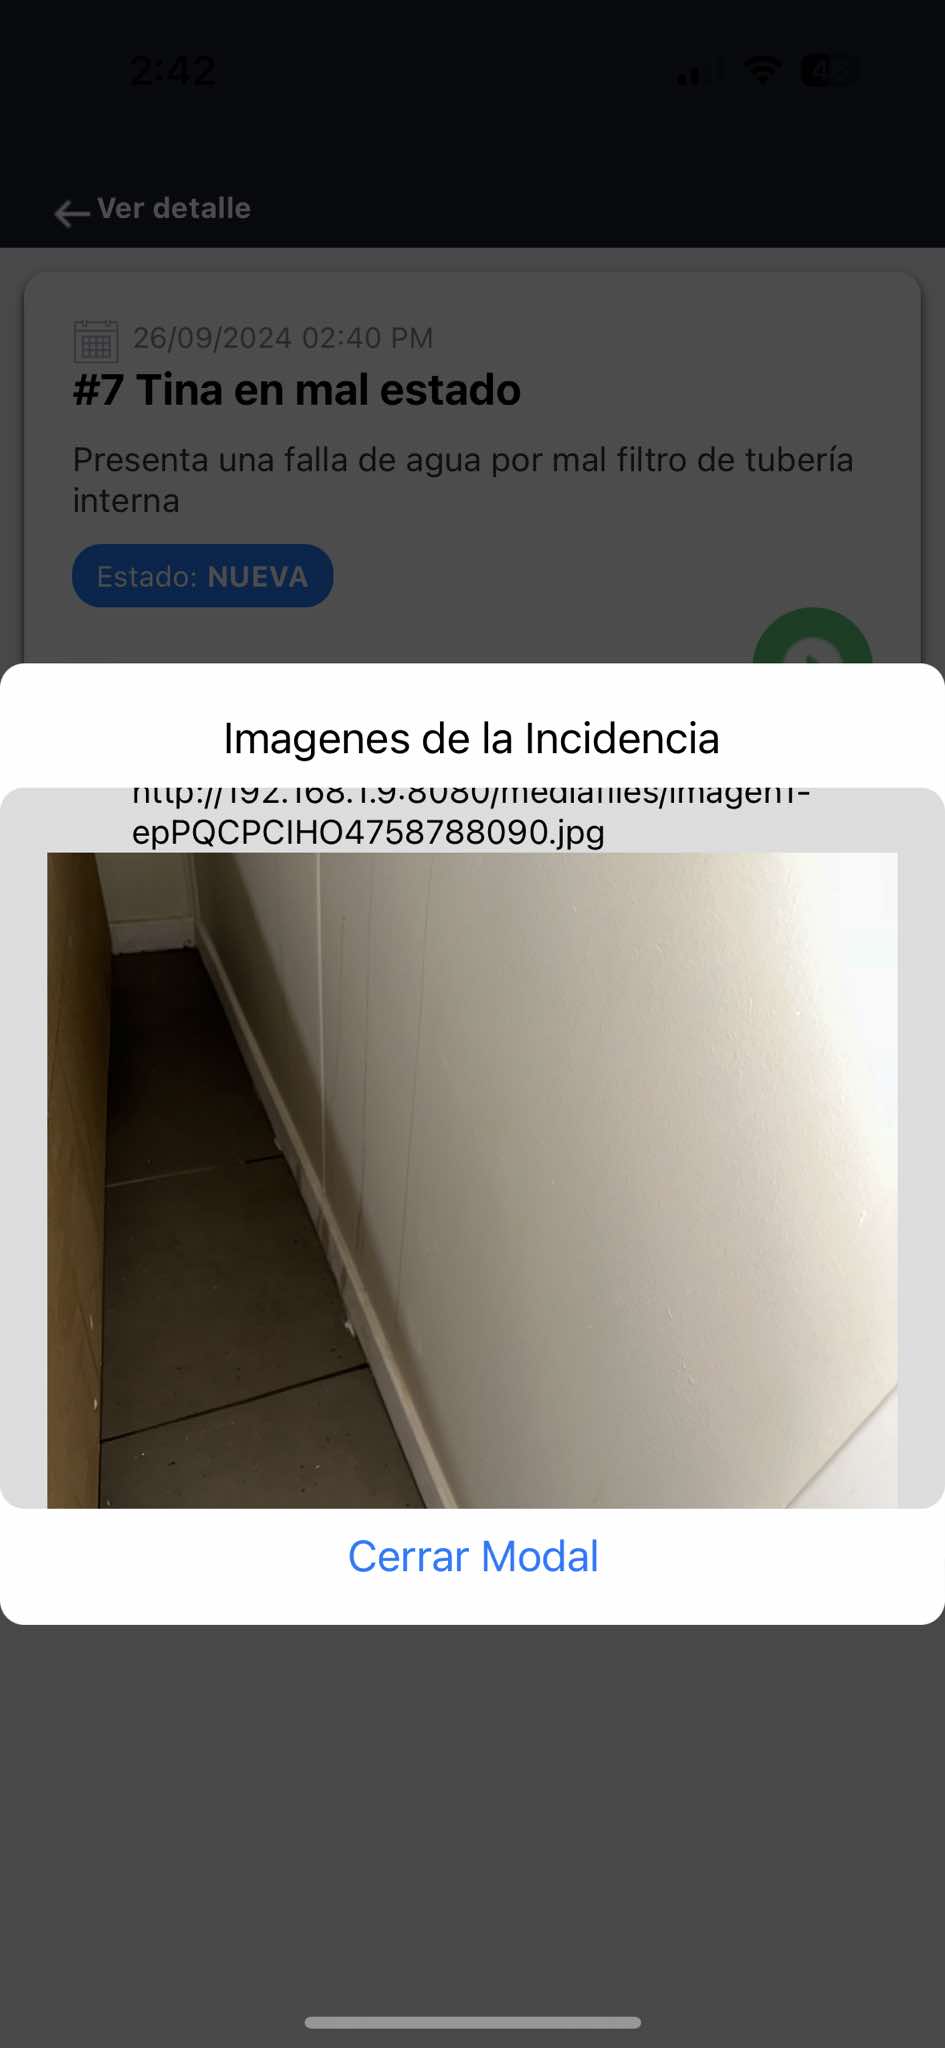 2:42
Ver detalle
26/09/2024 02:40 PM
#7 Tina en mal estado
Presenta una falla de agua por mal filtro de tubería
interna
Estado: NUEVA
Imagenes de la Incidencia
http://192.168.1.9:8080/mediafiles/imagen1-
epPQCPCIHO4758788090.jpg
Cerrar Modal